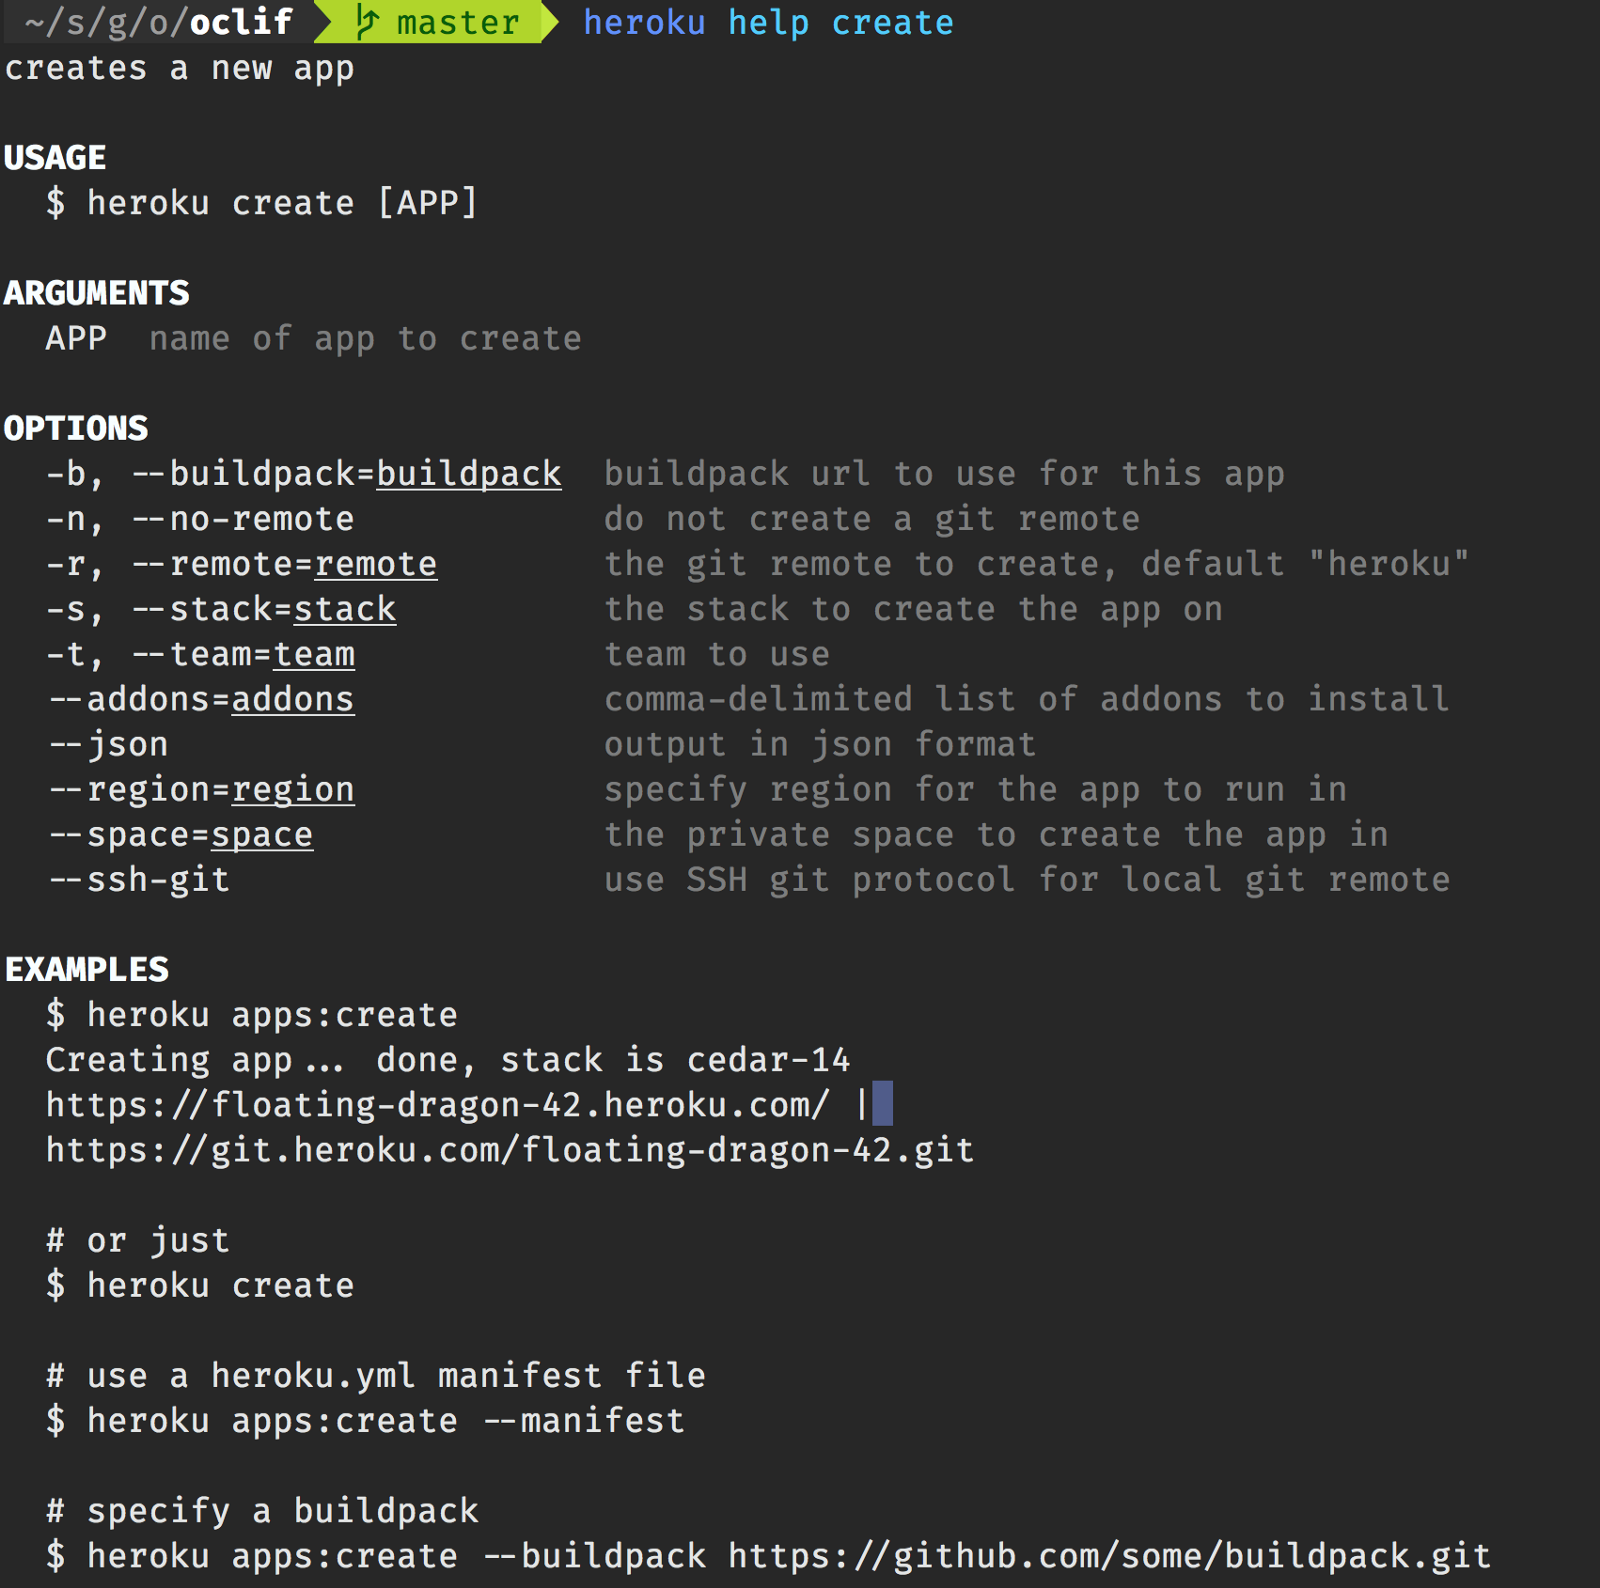 ~/s/g/o/oclif master heroku help create
creates a new app
USAGE
$ heroku create [APP]
ARGUMENTS
APP name of app to create
OPTIONS
-b, --buildpack=buildpack buildpack url to use for this app
-n, --no-remote do not create a git remote
-r, --remote=remote the git remote to create, default "heroku"
-s, --stack=stack the stack to create the app on
-t, --team=team team to use
--addons=addons comma-delimited list of addons to install
--json output in json format
--region=region specify region for the app to run in
--space=space the private space to create the app in
--ssh-git use SSH git protocol for local git remote
EXAMPLES
$ heroku apps:create
Creating app... done, stack is cedar-14
https://floating-dragon-42.heroku.com/ |
https://git.heroku.com/floating-dragon-42.git
# or just
$ heroku create
# use a heroku.yml manifest file
$ heroku apps:create --manifest
# specify a buildpack
$ heroku apps:create --buildpack https://github.com/some/buildpack.git